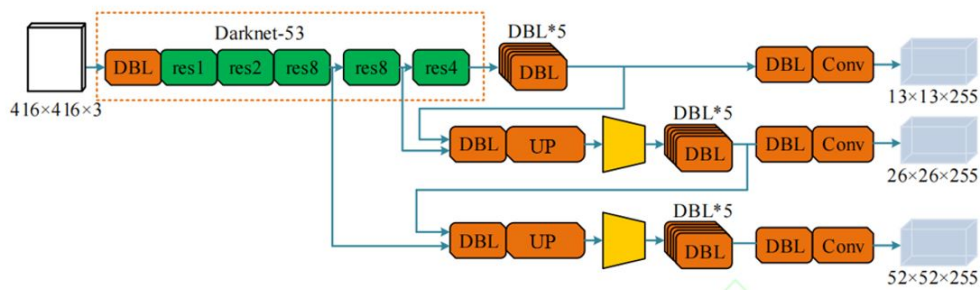 Darknet-53
DBL*5
DBL res1 res2 res8 res8 res4 DBL DBL Conv
416×416×3
13×13×255
DBL*5
DBL UP DBL DBL Conv
26×26×255
DBL*5
DBL UP DBL DBL Conv
52×52×255